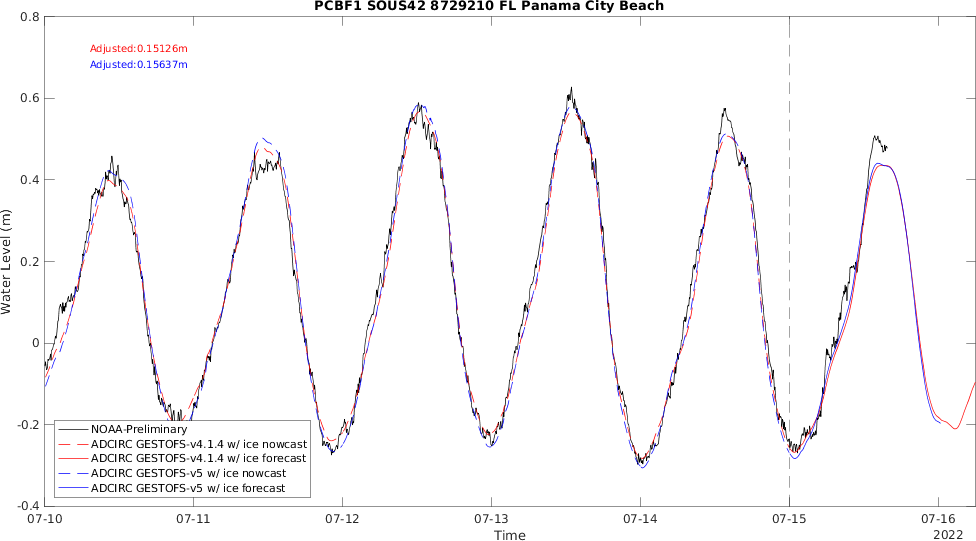 PCBF1 SOUS42 8729210 FL Panama City Beach
Adjusted:0.15126m
Adjusted:0.15637m
Water Level (m)
0.8
0.6
0.4
0.2
0
-0.2
-0.4
NOAA-Preliminary
ADCIRC GESTOFS-v4.1.4 w/ ice nowcast
ADCIRC GESTOFS-v4.1.4 w/ ice forecast
ADCIRC GESTOFS-v5 w/ ice nowcast
ADCIRC GESTOFS-v5 w/ ice forecast
07-10 07-11 07-12 07-13 07-14 07-15 07-16
Time
2022